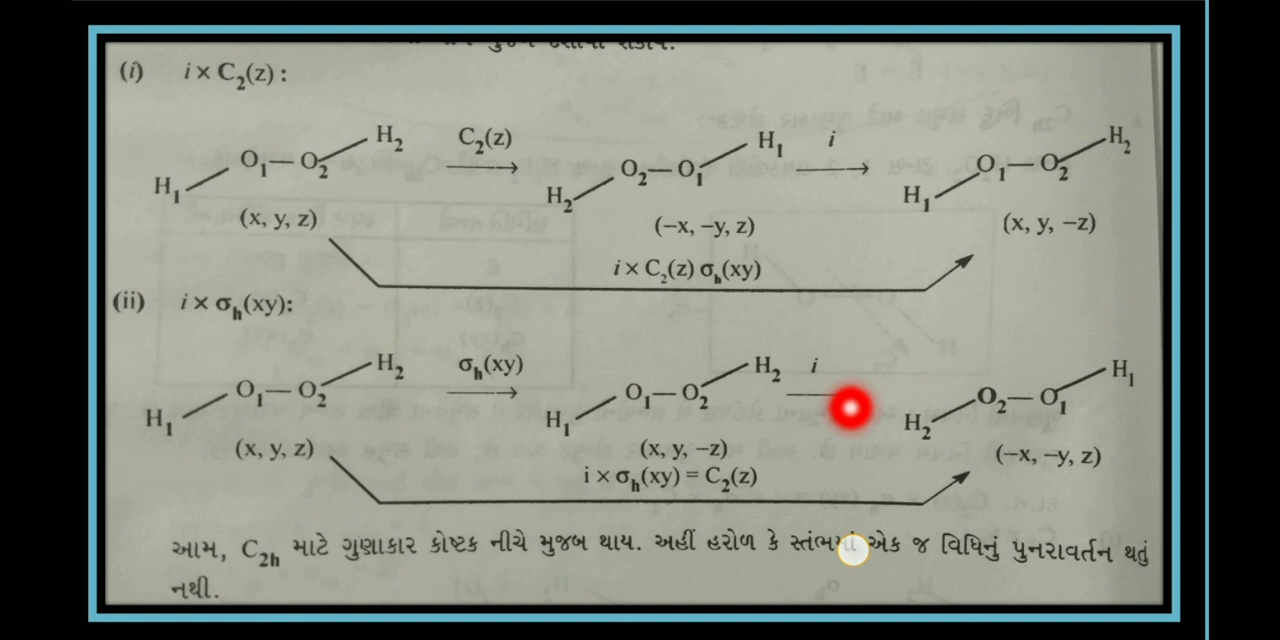 (i) i × C₂(z) :
H₁ O₁—O₂ H₂ C₂(z) H₂ O₂—O₁ H₁ i H₁ O₁—O₂ H₂
(x, y, z) (−x, −y, z) (x, y, −z)
i × C₂(z) σₕ(xy)
(ii) i × σₕ(xy):
H₁ O₁—O₂ H₂ σₕ(xy) H₁ O₁—O₂ H₂ i H₂ O₂—O₁ H₁
(x, y, z) (x, y, −z) (−x, −y, z)
i × σₕ(xy) = C₂(z)
આમ, C₂ₕ માટે ગુણાકાર કોષ્ટક નીચે મુજબ થાય. અહીં હરોળ કે સ્તંભમાં એક જ વિધિનું પુનરાવર્તન થતું
નથી.